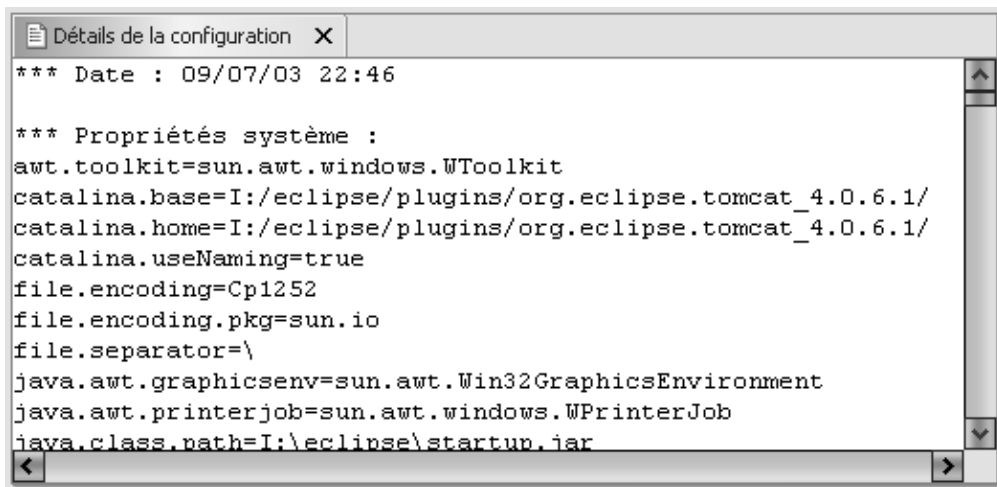 Détails de la configuration
*** Date : 09/07/03 22:46
*** Propriétés système :
awt.toolkit=sun.awt.windows.WToolkit
catalina.base=I:/eclipse/plugins/org.eclipse.tomcat_4.0.6.1/
catalina.home=I:/eclipse/plugins/org.eclipse.tomcat_4.0.6.1/
catalina.useNaming=true
file.encoding=Cp1252
file.encoding.pkg=sun.io
file.separator=\
java.awt.graphicsenv=sun.awt.Win32GraphicsEnvironment
java.awt.printerjob=sun.awt.windows.WPrinterJob
java.class.path=I:\eclipse\startup.jar